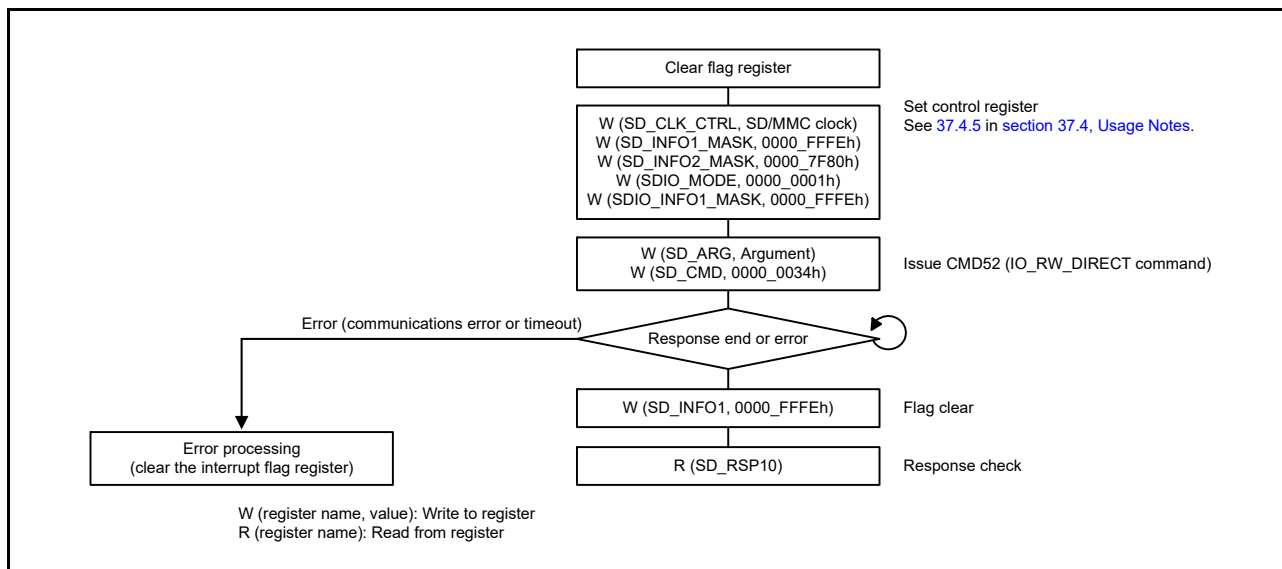 Clear flag register
Set control register
See 37.4.5 in section 37.4, Usage Notes.
W (SD_CLK_CTRL, SD/MMC clock)
W (SD_INFO1_MASK, 0000_FFFEh)
W (SD_INFO2_MASK, 0000_7F80h)
W (SDIO_MODE, 0000_0001h)
W (SDIO_INFO1_MASK, 0000_FFFEh)
W (SD_ARG, Argument)
W (SD_CMD, 0000_0034h)
Issue CMD52 (IO_RW_DIRECT command)
Error (communications error or timeout)
Response end or error
W (SD_INFO1, 0000_FFFEh)
Flag clear
Error processing
(clear the interrupt flag register)
R (SD_RSP10)
Response check
W (register name, value): Write to register
R (register name): Read from register